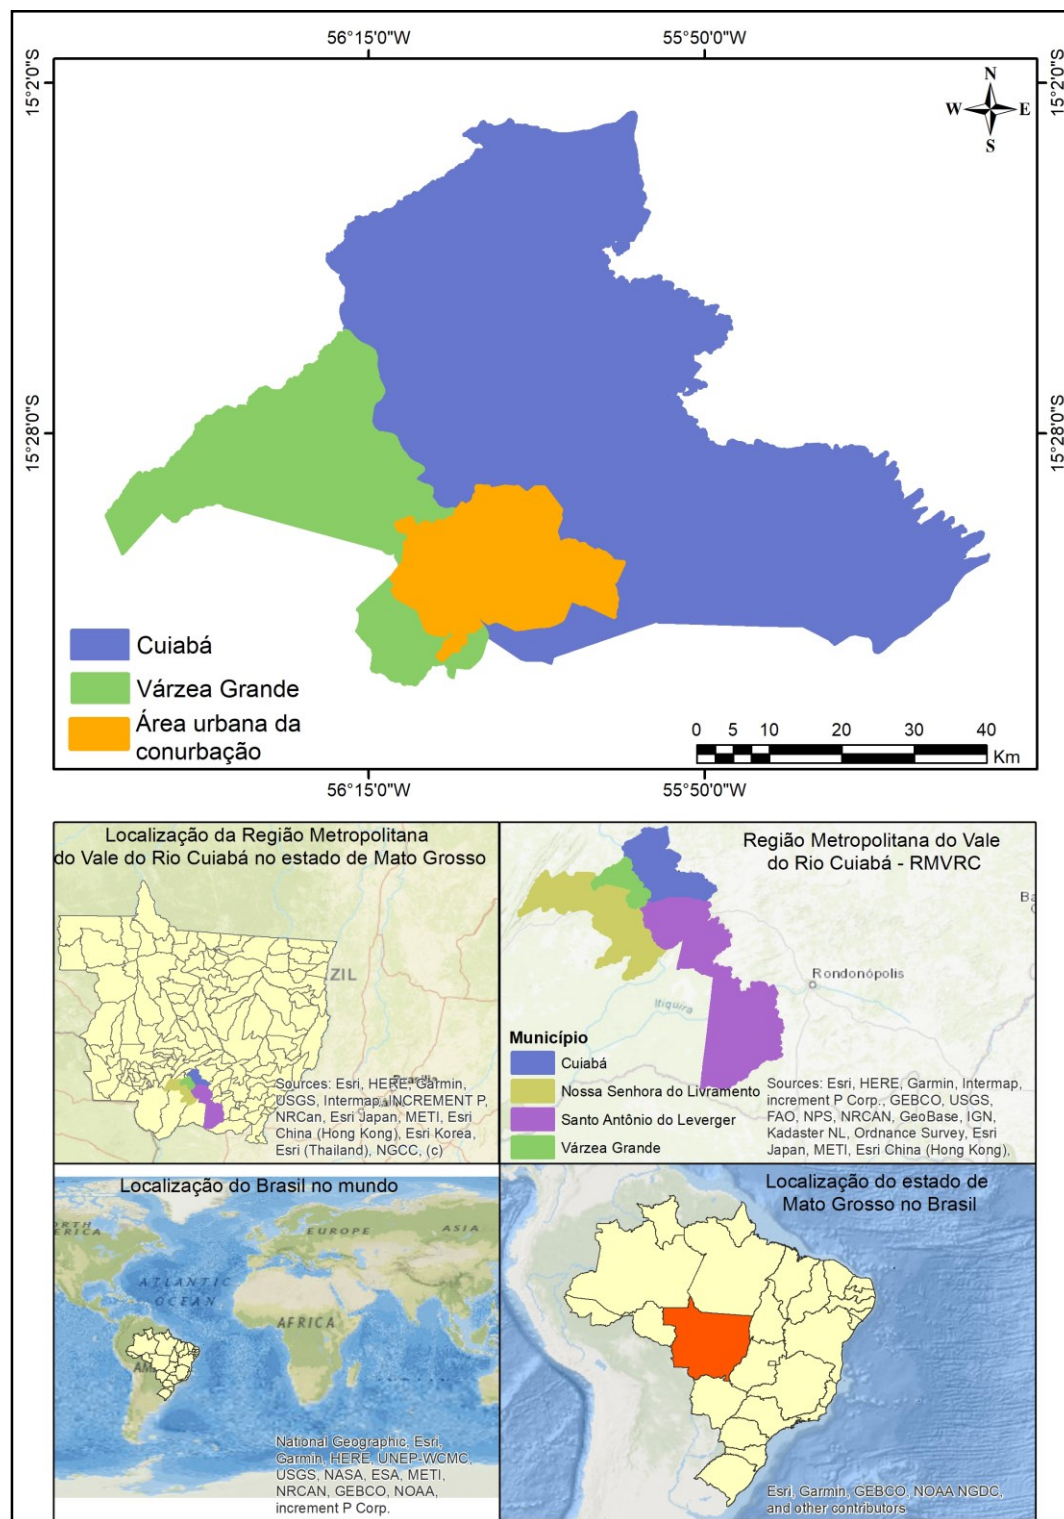 56°15'0"W
55°50'0"W
15°2'0"S
15°2'0"S
N
W
E
S
15°28'0"S
15°28'0"S
Cuiabá
Várzea Grande
Área urbana da
conurbação
0 5 10 20 30 40
Km
56°15'0"W
55°50'0"W
Localização da Região Metropolitana
do Vale do Rio Cuiabá no estado de Mato Grosso
ZIL
Sources: Esri, HERE, Garmin,
USGS, Intermap, INCREMENT P,
NRCan, Esri Japan, METI, Esri
China (Hong Kong), Esri Korea,
Esri (Thailand), NGCC, (c)
Região Metropolitana do Vale
do Rio Cuiabá - RMVRC
Ba
Rondonópolis
Itiquira
Município
Cuiabá
Nossa Senhora do Livramento
Santo Antônio do Leverger
Várzea Grande
Sources: Esri, HERE, Garmin, Intermap,
increment P Corp., GEBCO, USGS,
FAO, NPS, NRCAN, GeoBase, IGN,
Kadaster NL, Ordnance Survey, Esri
Japan, METI, Esri China (Hong Kong),
Localização do Brasil no mundo
RTH
ERICA
EUROPE
ASIA
ATLANTIC
OCEAN
AFRICA
AM
National Geographic, Esri,
Garmin, HERE, UNEP-WCMC,
USGS, NASA, ESA, METI,
NRCAN, GEBCO, NOAA,
increment P Corp.
Localização do estado de
Mato Grosso no Brasil
Esri, Garmin, GEBCO, NOAA NGDC,
and other contributors